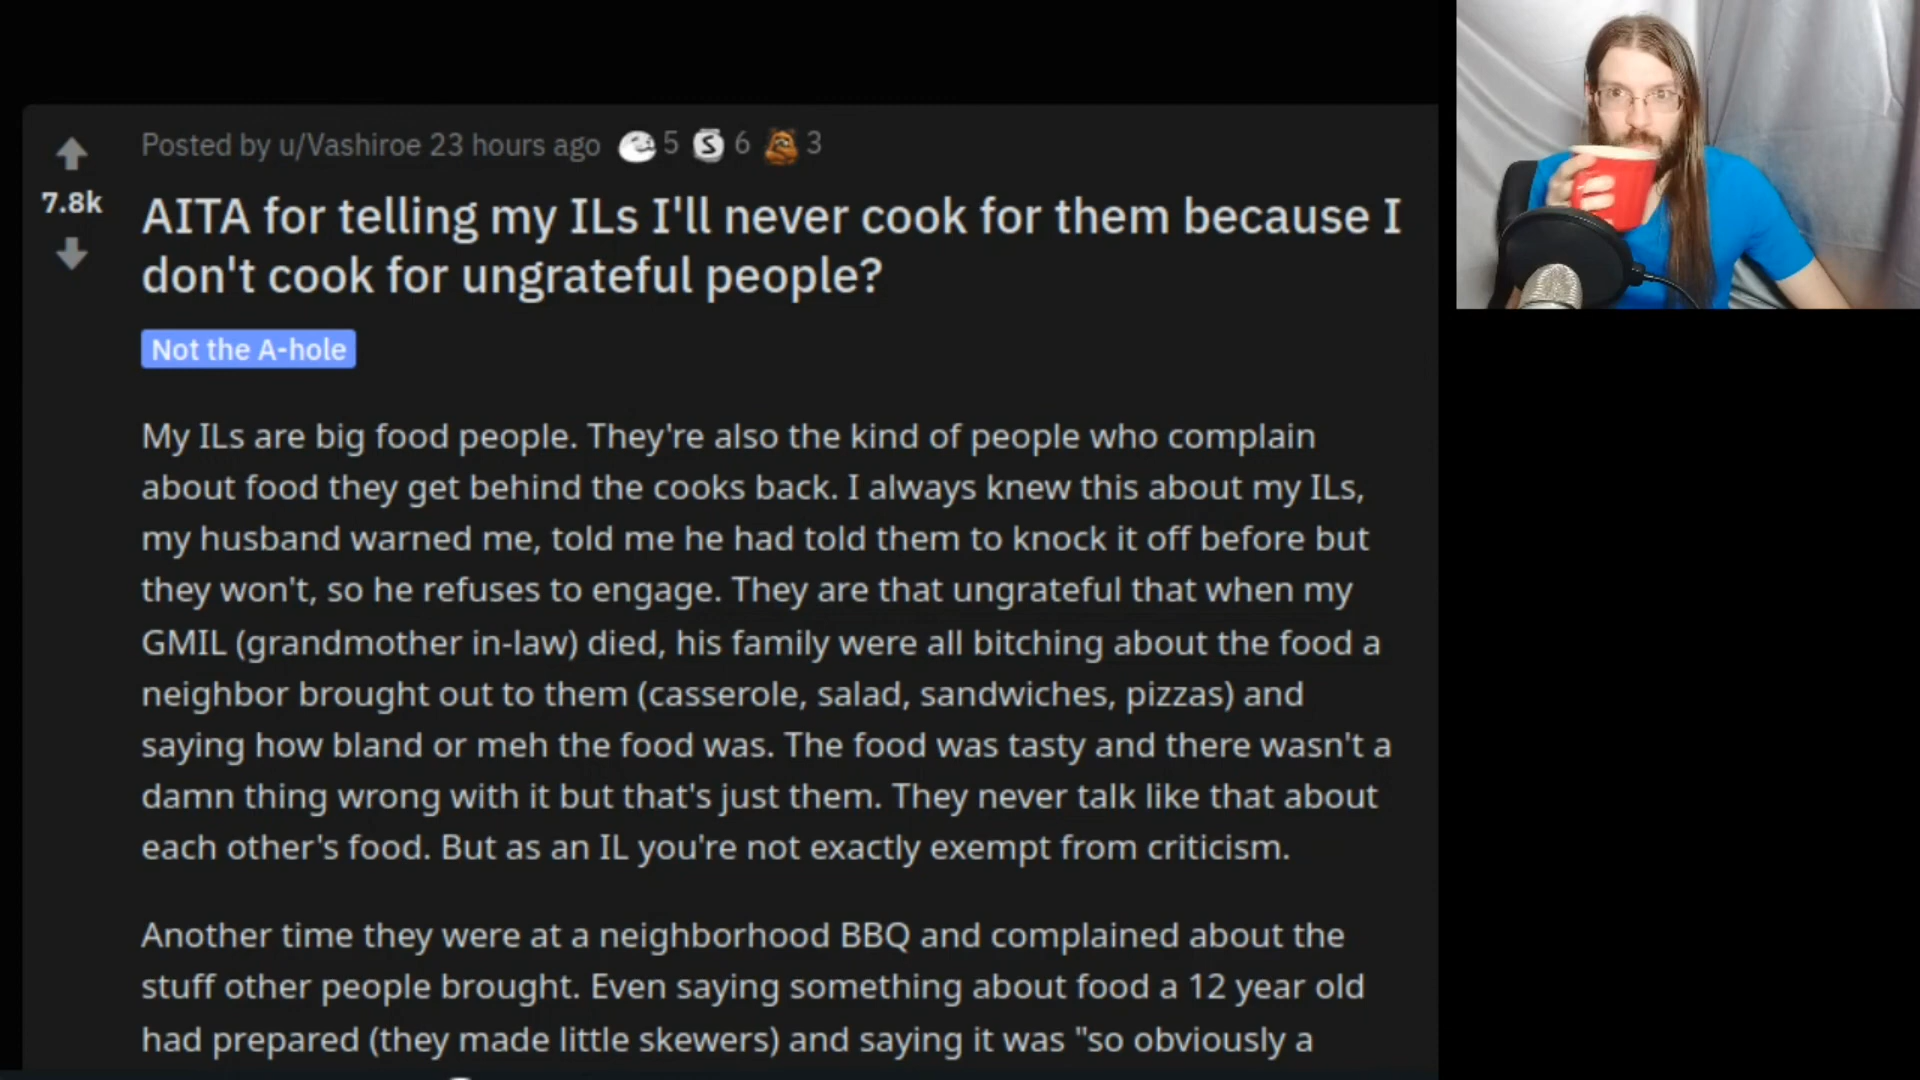 Posted by u/Vashiroe 23 hours ago 5 S 6 3
7.8k
AITA for telling my ILs I'll never cook for them because I
don't cook for ungrateful people?
Not the A-hole
My ILs are big food people. They're also the kind of people who complain
about food they get behind the cooks back. I always knew this about my ILs,
my husband warned me, told me he had told them to knock it off before but
they won't, so he refuses to engage. They are that ungrateful that when my
GMIL (grandmother in-law) died, his family were all bitching about the food a
neighbor brought out to them (casserole, salad, sandwiches, pizzas) and
saying how bland or meh the food was. The food was tasty and there wasn't a
damn thing wrong with it but that's just them. They never talk like that about
each other's food. But as an IL you're not exactly exempt from criticism.
Another time they were at a neighborhood BBQ and complained about the
stuff other people brought. Even saying something about food a 12 year old
had prepared (they made little skewers) and saying it was "so obviously a